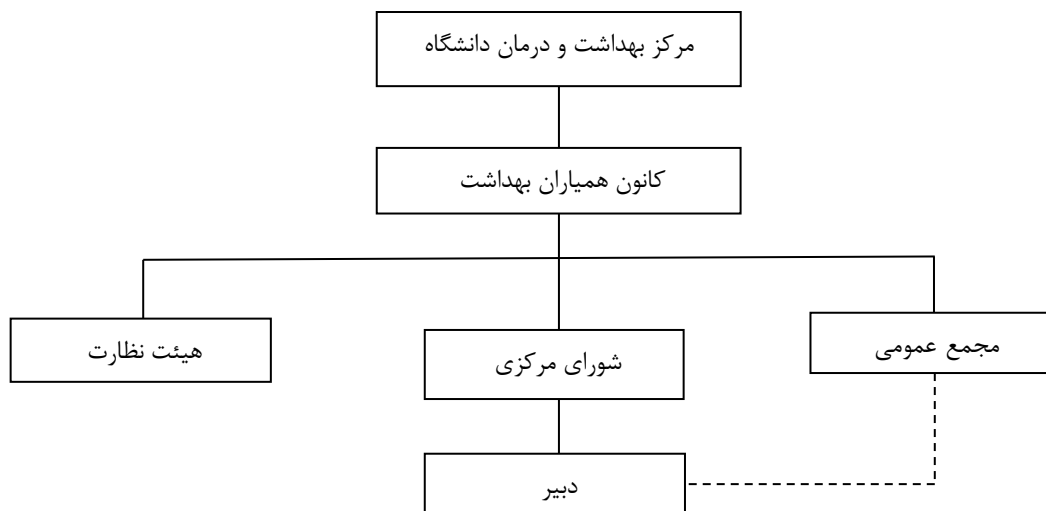 مرکز بهداشت و درمان دانشگاه
کانون همیاران بهداشت
مجمع عمومی
شورای مرکزی
هیئت نظارت
دبیر